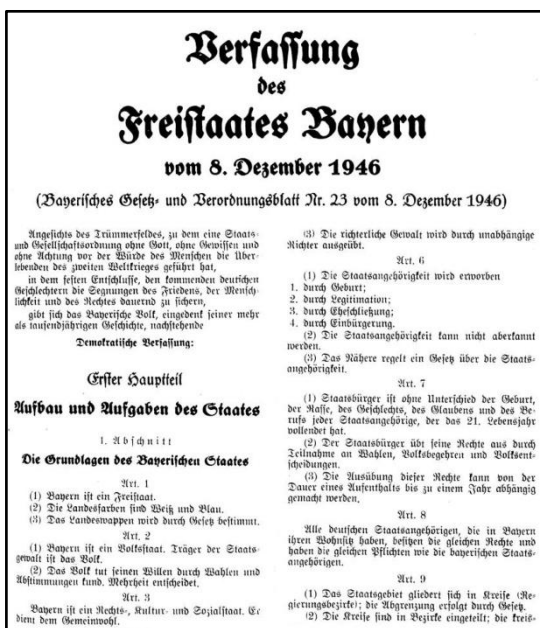 Verfassung
des
Freistaates Bayern
vom 8. Dezember 1946
(Bayerisches Gesetz- und Verordnungsblatt Nr. 23 vom 8. Dezember 1946)
Angesichts des Trümmerfeldes, zu dem eine Staats-
und Gesellschaftsordnung ohne Gott, ohne Gewissen und
ohne Achtung vor der Würde des Menschen die Über-
lebenden des zweiten Weltkrieges geführt hat,
in dem festen Entschlusse, den kommenden deutschen
Geschlechtern die Segnungen des Friedens, der Mensch-
lichkeit und des Rechtes dauernd zu sichern,
gibt sich das Bayerische Volk, eingedenk seiner mehr
als tausendjährigen Geschichte, nachstehende
Demokratische Verfassung:
Erster Hauptteil
Aufbau und Aufgaben des Staates
1. Abschnitt
Die Grundlagen des Bayerischen Staates
Art. 1
(1) Bayern ist ein Freistaat.
(2) Die Landesfarben sind Weiß und Blau.
(3) Das Landeswappen wird durch Gesetz bestimmt.
Art. 2
(1) Bayern ist ein Volksstaat. Träger der Staats-
gewalt ist das Volk.
(2) Das Volk tut seinen Willen durch Wahlen und
Abstimmungen kund. Mehrheit entscheidet.
Art. 3
Bayern ist ein Rechts-, Kultur- und Sozialstaat. Er
dient dem Gemeinwohl.
(3) Die richterliche Gewalt wird durch unabhängige
Richter ausgeübt.
Art. 6
(1) Die Staatsangehörigkeit wird erworben
1. durch Geburt;
2. durch Legitimation;
3. durch Eheschließung;
4. durch Einbürgerung.
(2) Die Staatsangehörigkeit kann nicht aberkannt
werden.
(3) Das Nähere regelt ein Gesetz über die Staats-
angehörigkeit.
Art. 7
(1) Staatsbürger ist ohne Unterschied der Geburt,
der Rasse, des Geschlechts, des Glaubens und des Be-
rufs jeder Staatsangehörige, der das 21. Lebensjahr
vollendet hat.
(2) Der Staatsbürger übt seine Rechte aus durch
Teilnahme an Wahlen, Volksbegehren und Volksent-
scheidungen.
(3) Die Ausübung dieser Rechte kann von der
Dauer eines Aufenthalts bis zu einem Jahr abhängig
gemacht werden.
Art. 8
Alle deutschen Staatsangehörigen, die in Bayern
ihren Wohnsitz haben, besitzen die gleichen Rechte und
haben die gleichen Pflichten wie die bayerischen Staats-
angehörigen.
Art. 9
(1) Das Staatsgebiet gliedert sich in Kreise (Re-
gierungsbezirke); die Abgrenzung erfolgt durch Gesetz.
(2) Die Kreise sind in Bezirke eingeteilt; die kreis-